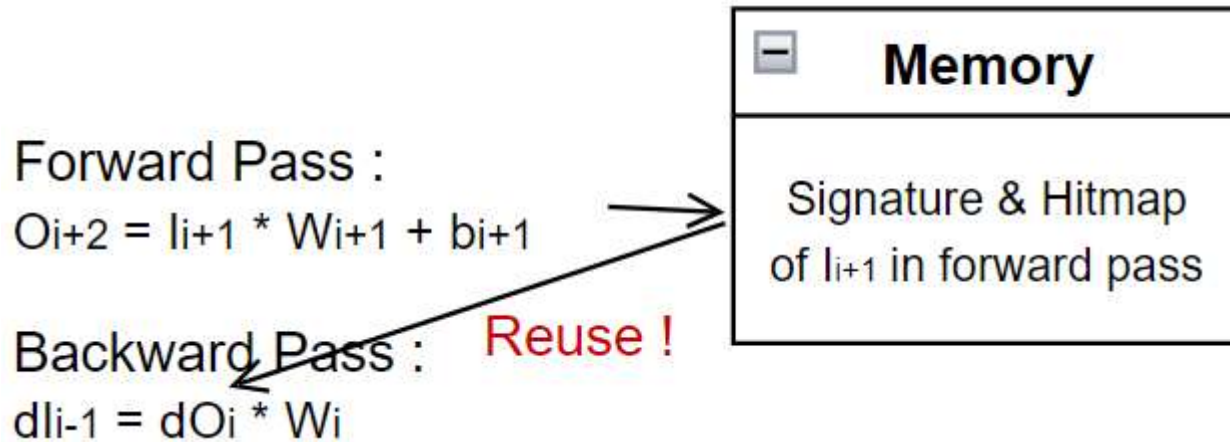 Memory
Signature & Hitmap
of Ii+1 in forward pass
Forward Pass :
Oi+2 = Ii+1 * Wi+1 + bi+1
Reuse !
Backward Pass :
dIi-1 = dOi * Wi